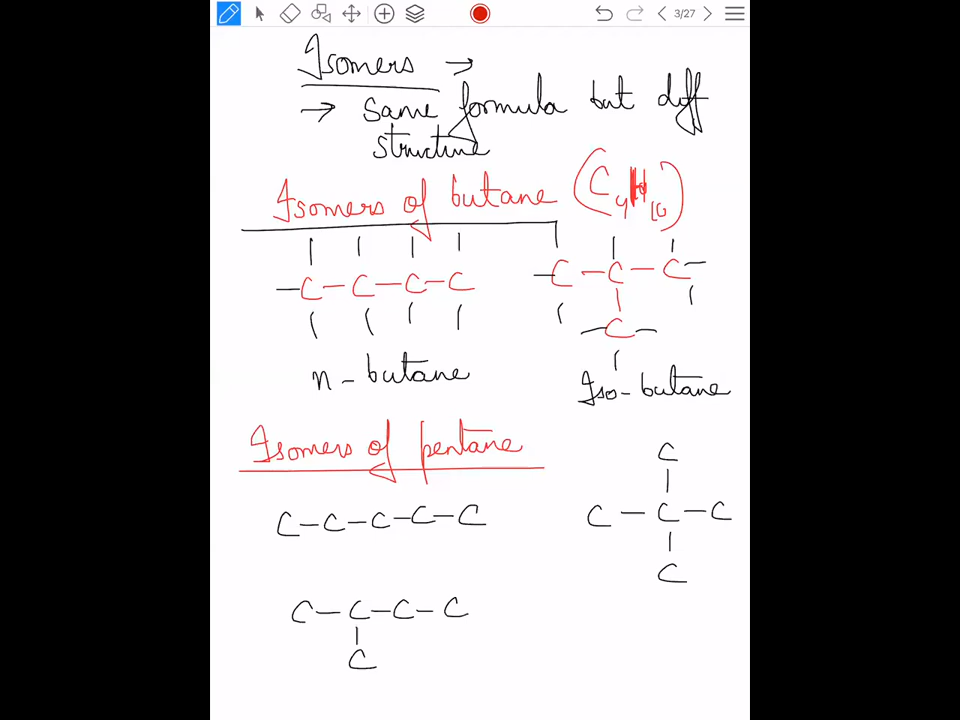 3/27
Isomers →
→ same formula but diff
structure
Isomers of butane (C4H10)
C-C-C-C
C-C-C
C
n-butane
Iso-butane
Isomers of pentane
C-C-C-C-C
C
C-C-C
C
C-C-C-C
C